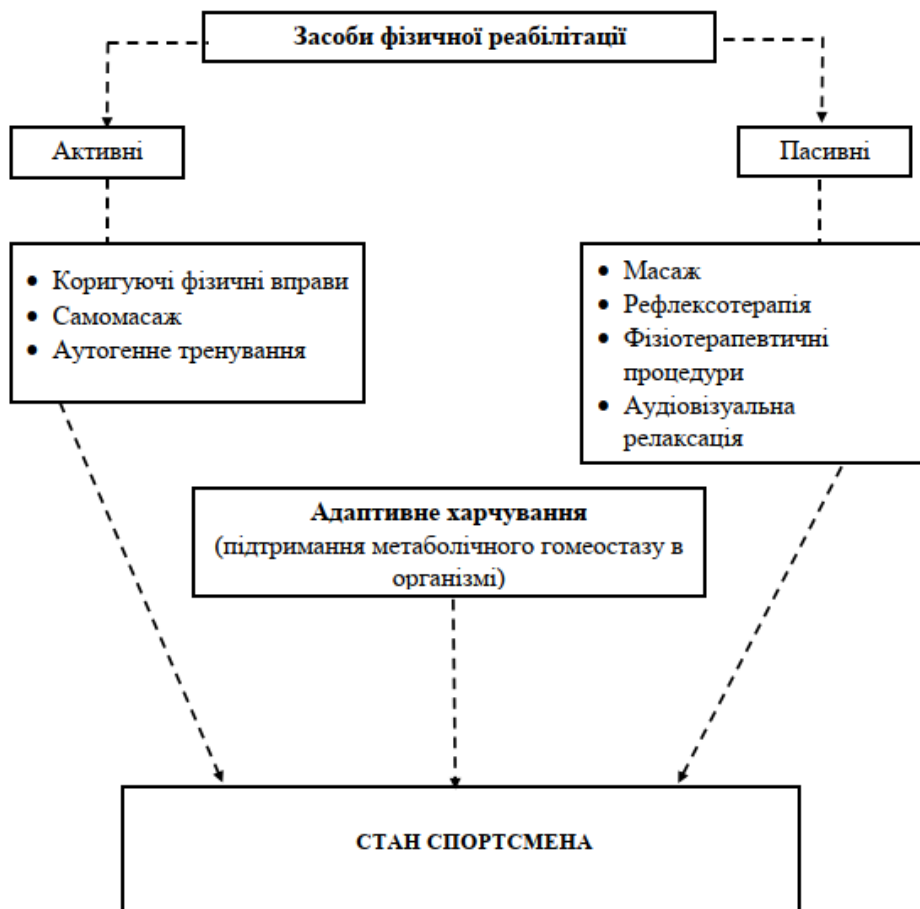 Засоби фізичної реабілітації
Активні
Пасивні
• Коригуючі фізичні вправи
• Самомасаж
• Аутогенне тренування
• Масаж
• Рефлексотерапія
• Фізіотерапевтичні
процедури
• Аудіовізуальна
релаксація
Адаптивне харчування
(підтримання метаболічного гомеостазу в
організмі)
СТАН СПОРТСМЕНА